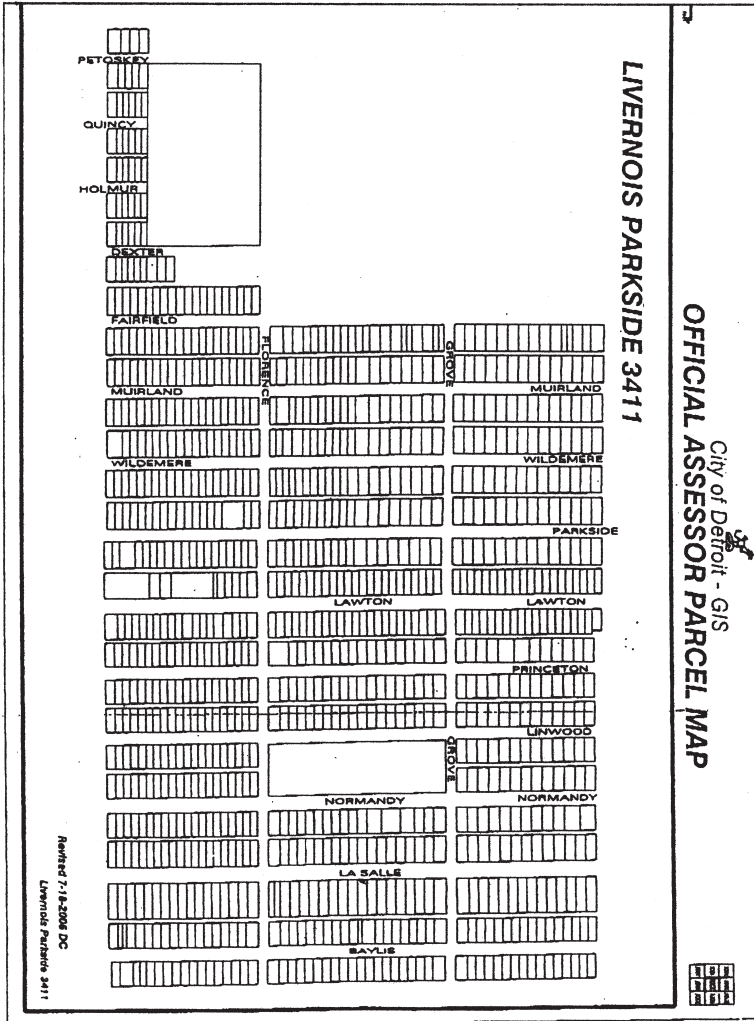 City of Detroit - GIS
OFFICIAL ASSESSOR PARCEL MAP
LIVERNOIS PARKSIDE 3411
PETOSKEY
QUINCY
HOLMUR
DEXTER
FAIRFIELD
FLORENCE
GROVE
MUIRLAND
MUIRLAND
WILDEMERE
WILDEMERE
PARKSIDE
LAWTON
LAWTON
PRINCETON
LINWOOD
GROVE
NORMANDY
NORMANDY
LA SALLE
BAYLIS
Revised 7-18-2006 DC
Livernois Parkside 3411